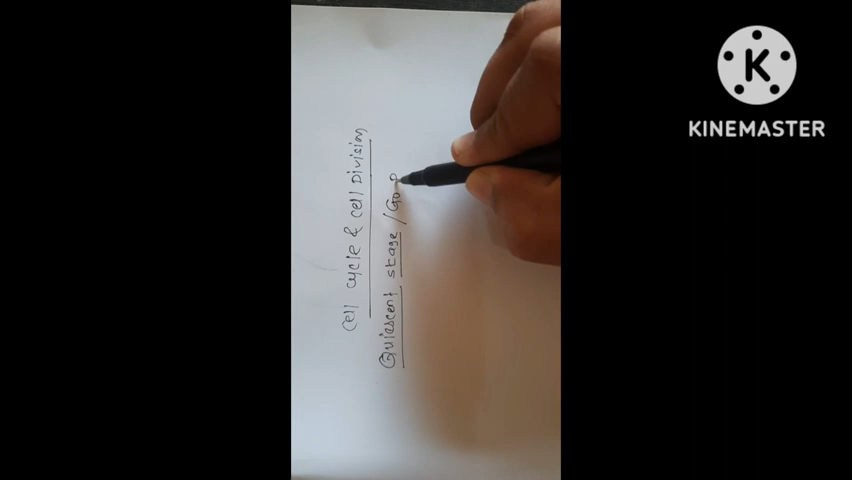 Cell cycle & cell Division
Quiescent stage / G0 P
K
KINEMASTER